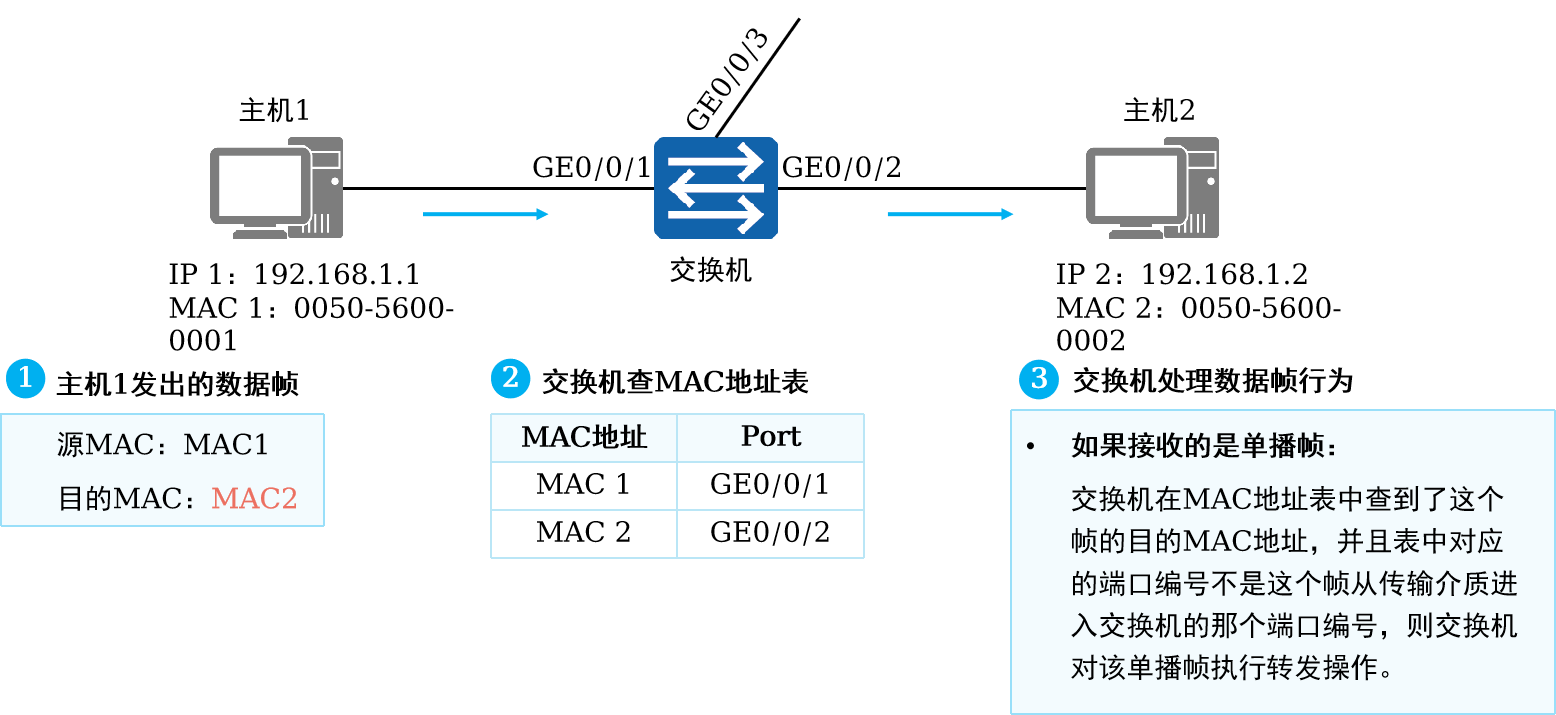 GE0/0/3
主机1
主机2
GE0/0/1
GE0/0/2
交换机
IP 1：192.168.1.1
MAC 1：0050-5600-
0001
IP 2：192.168.1.2
MAC 2：0050-5600-
0002
1 主机1发出的数据帧
源MAC：MAC1
目的MAC：MAC2
2 交换机查MAC地址表
MAC地址 Port
MAC 1 GE0/0/1
MAC 2 GE0/0/2
3 交换机处理数据帧行为
• 如果接收的是单播帧：
交换机在MAC地址表中查到了这个
帧的目的MAC地址，并且表中对应
的端口编号不是这个帧从传输介质进
入交换机的那个端口编号，则交换机
对该单播帧执行转发操作。